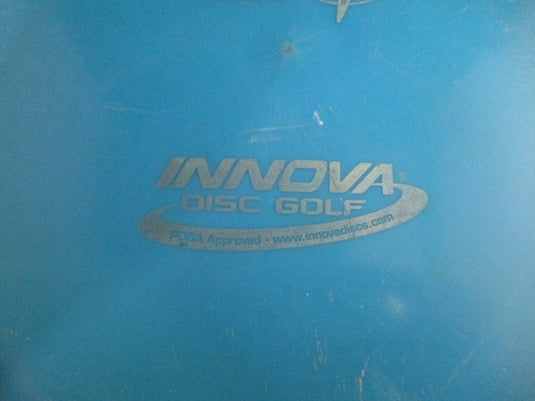 INNOVA®
DISC GOLF
PDGA Approved • www.innovadiscs.com